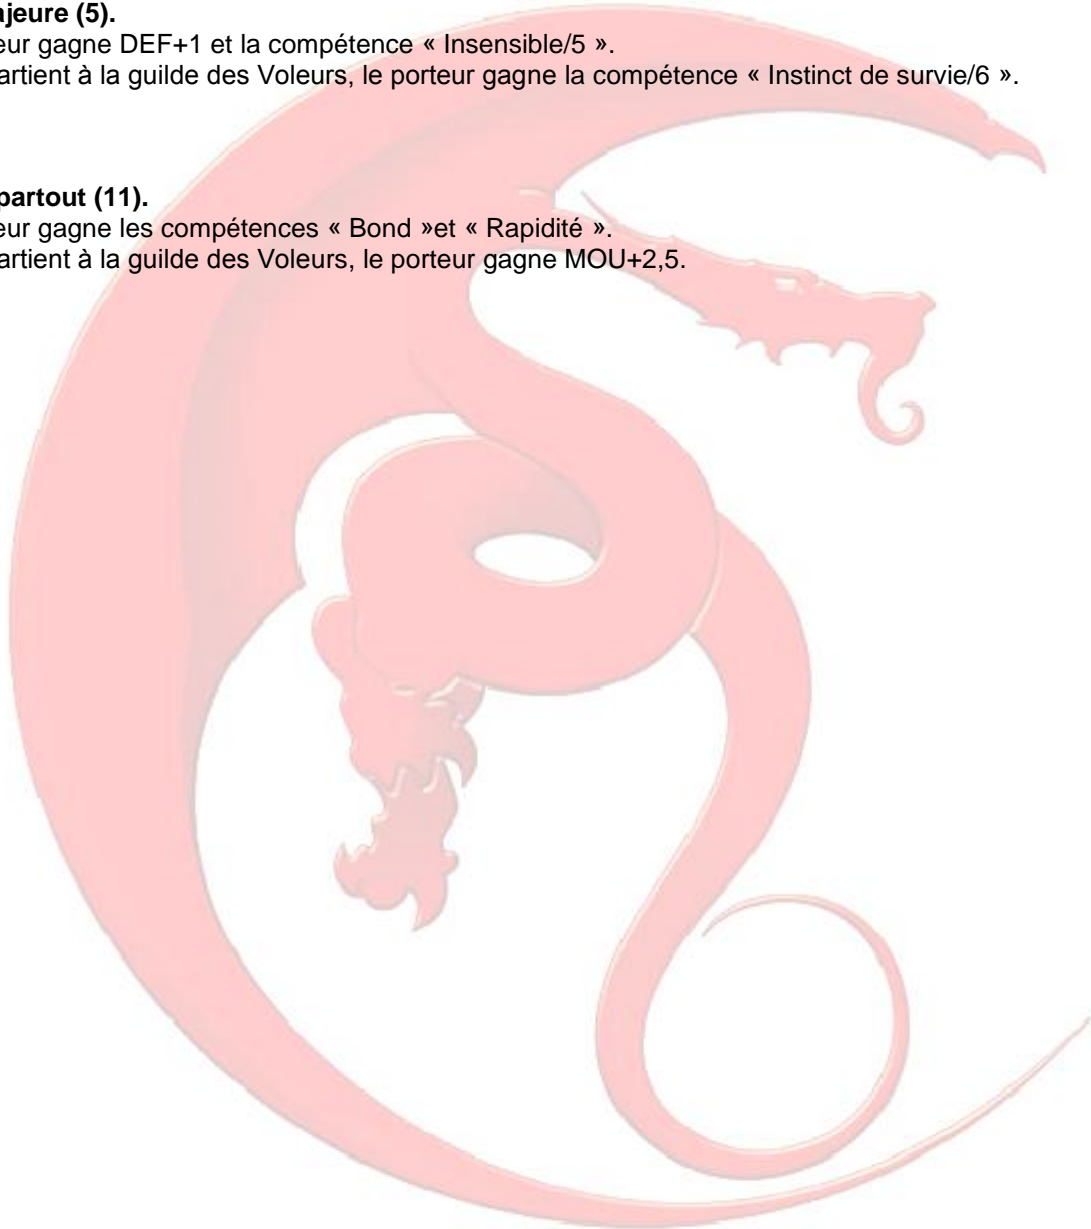 ajeure (5).
eur gagne DEF+1 et la compétence « Insensible/5 ».
artient à la guilde des Voleurs, le porteur gagne la compétence « Instinct de survie/6 ».
partout (11).
eur gagne les compétences « Bond »et « Rapidité ».
artient à la guilde des Voleurs, le porteur gagne MOU+2,5.